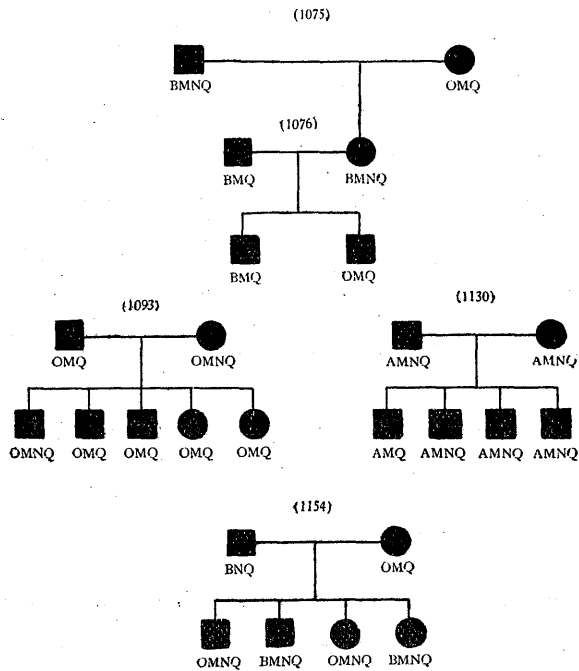 (1075)
BMNQ OMQ
(1076)
BMQ BMNQ
BMQ OMQ
(1093)
OMQ OMNQ
OMNQ OMQ OMQ OMQ OMQ
(1130)
AMNQ AMNQ
AMQ AMNQ AMNQ AMNQ
(1154)
BNQ OMQ
OMNQ BMNQ OMNQ BMNQ